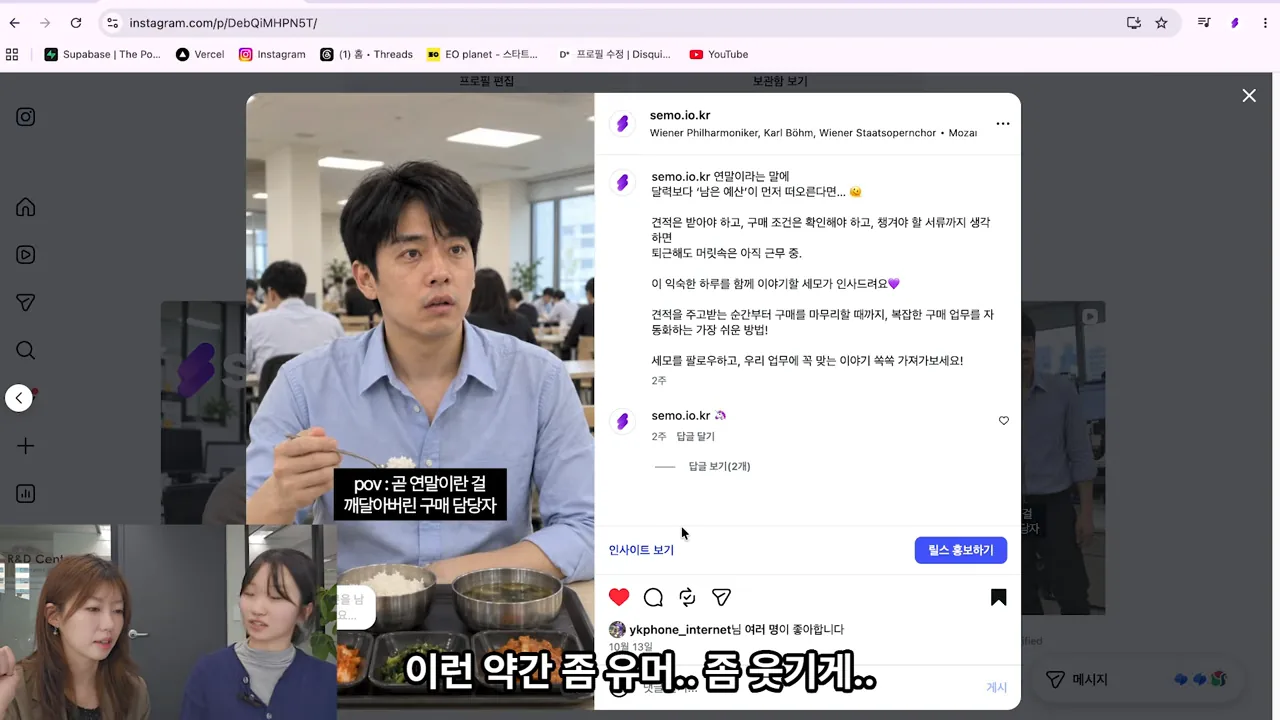 instagram.com/p/DebQiMHPN5T/
Supabase | The Po...
Vercel
Instagram
(1) 홈 • Threads
EO planet - 스타트...
D+ 프로필 수정 | Disqui...
YouTube
프로필 편집
보관함 보기
semo.io.kr
Wiener Philharmoniker, Karl Böhm, Wiener Staatsopernchor • Mozar
semo.io.kr 연말이라는 말에
달력보다 ‘남은 예산’이 먼저 떠오른다면... 🫠
견적은 받아야 하고, 구매 조건은 확인해야 하고, 챙겨야 할 서류까지 생각
하면
퇴근해도 머릿속은 아직 근무 중.
이 익숙한 하루를 함께 이야기할 세모가 인사드려요💜
견적을 주고받는 순간부터 구매를 마무리할 때까지, 복잡한 구매 업무를 자
동화하는 가장 쉬운 방법!
세모를 팔로우하고, 우리 업무에 꼭 맞는 이야기 쏙쏙 가져가보세요!
2주
semo.io.kr 🦄
2주 답글 달기
답글 보기(2개)
pov : 곧 연말이란 걸
깨달아버린 구매 담당자
인사이트 보기
릴스 홍보하기
ykphone_internet님 여러 명이 좋아합니다
10월 13일
게시
메시지
R&D Cent
이런 약간 좀 유머.. 좀 웃기게..